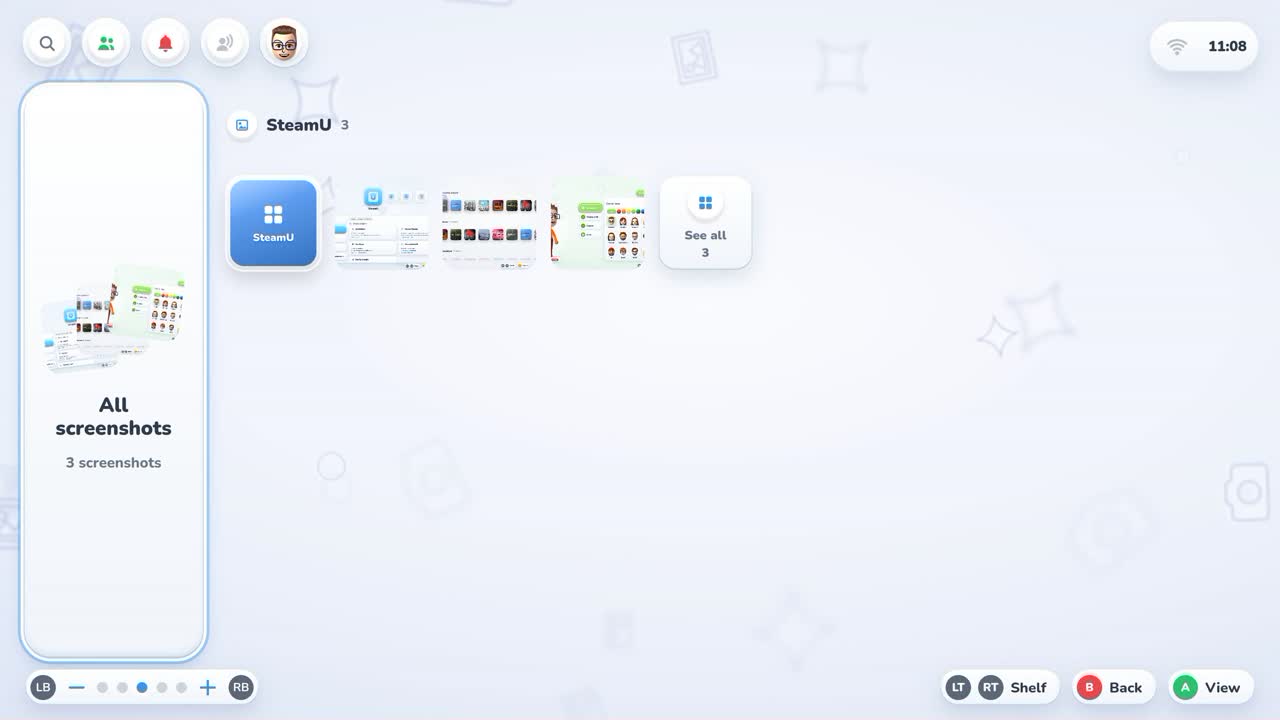 11:08
SteamU 3
SteamU
See all
3
All
screenshots
3 screenshots
LB
RB
LT RT Shelf
B Back
A View